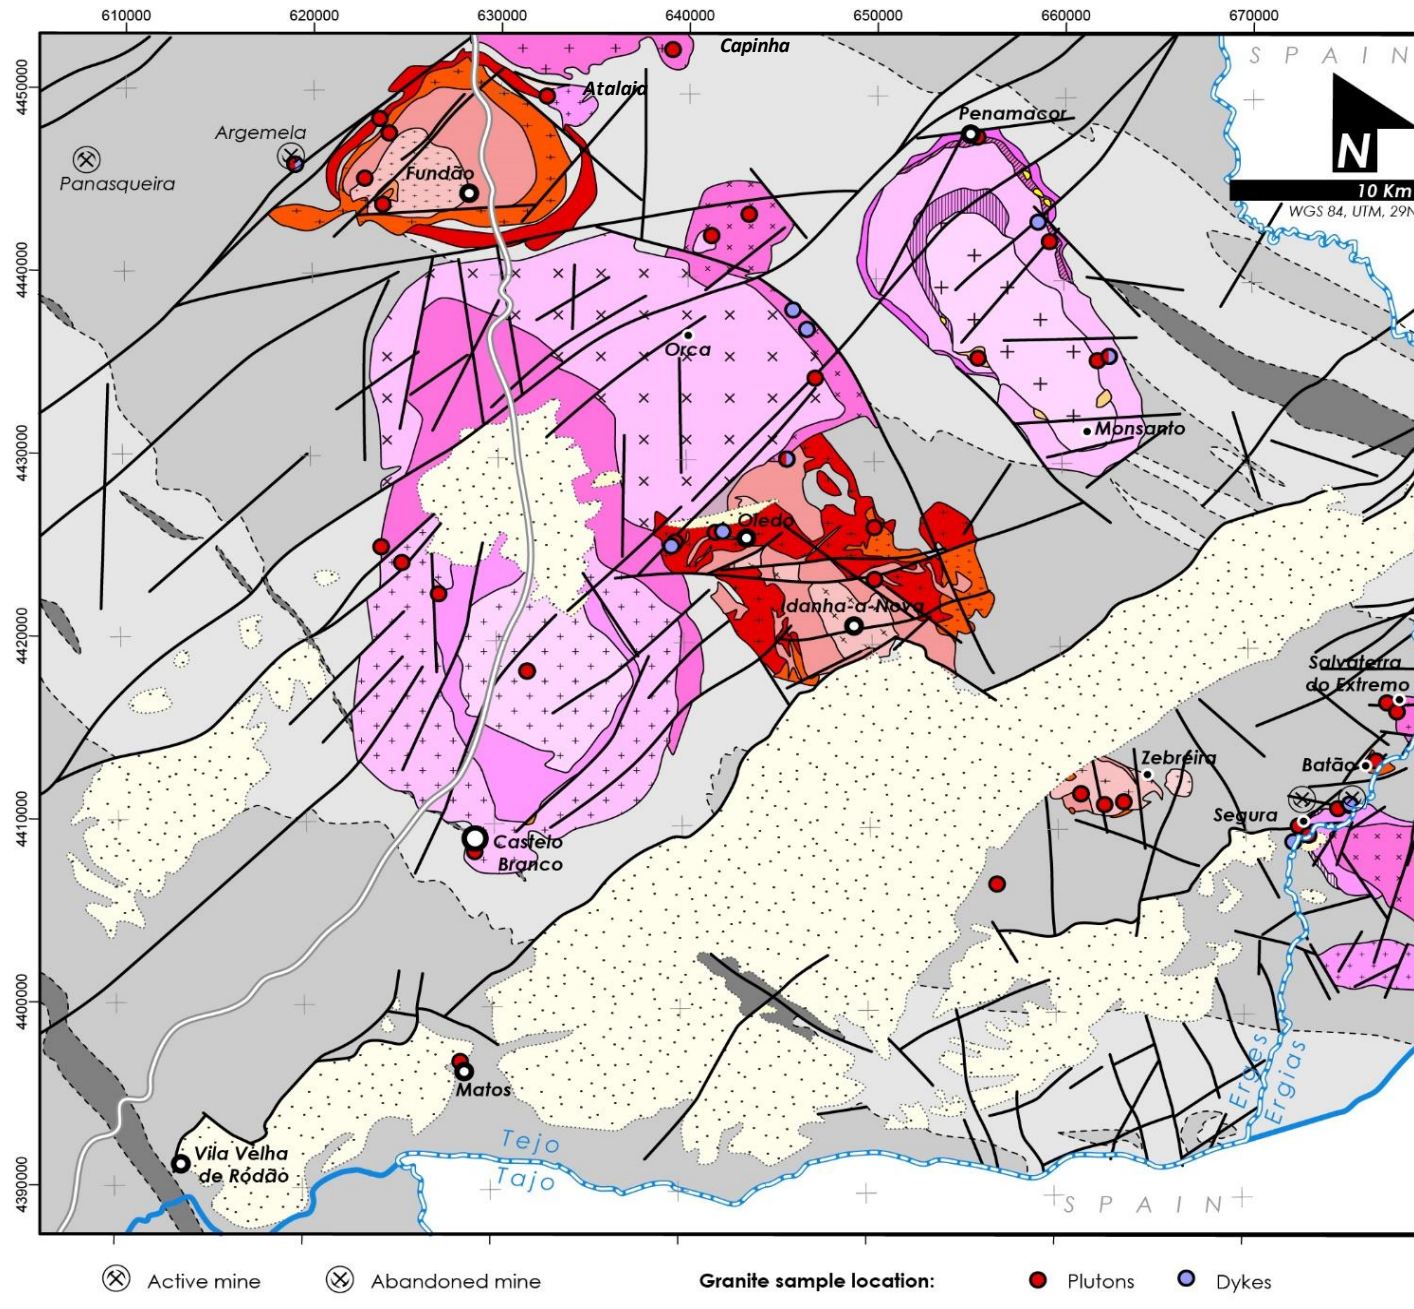 610000
620000
630000
640000
650000
660000
670000
4450000
4440000
4430000
4420000
4410000
4400000
4390000
SPAIN
Capinha
Atalaia
Argemela
Penamacor
Panasqueira
Fundão
N
10 Km
WGS 84, UTM, 29N
Orca
Monsanto
Oledo
Idanha-a-Nova
Salvaterra
do Extremo
Zebreira
Batão
Segura
Castelo
Branco
Matos
Erges
Ergias
Tejo
Tajo
Vila Velha
de Ródão
SPAIN
Active mine
Abandoned mine
Granite sample location:
Plutons
Dykes